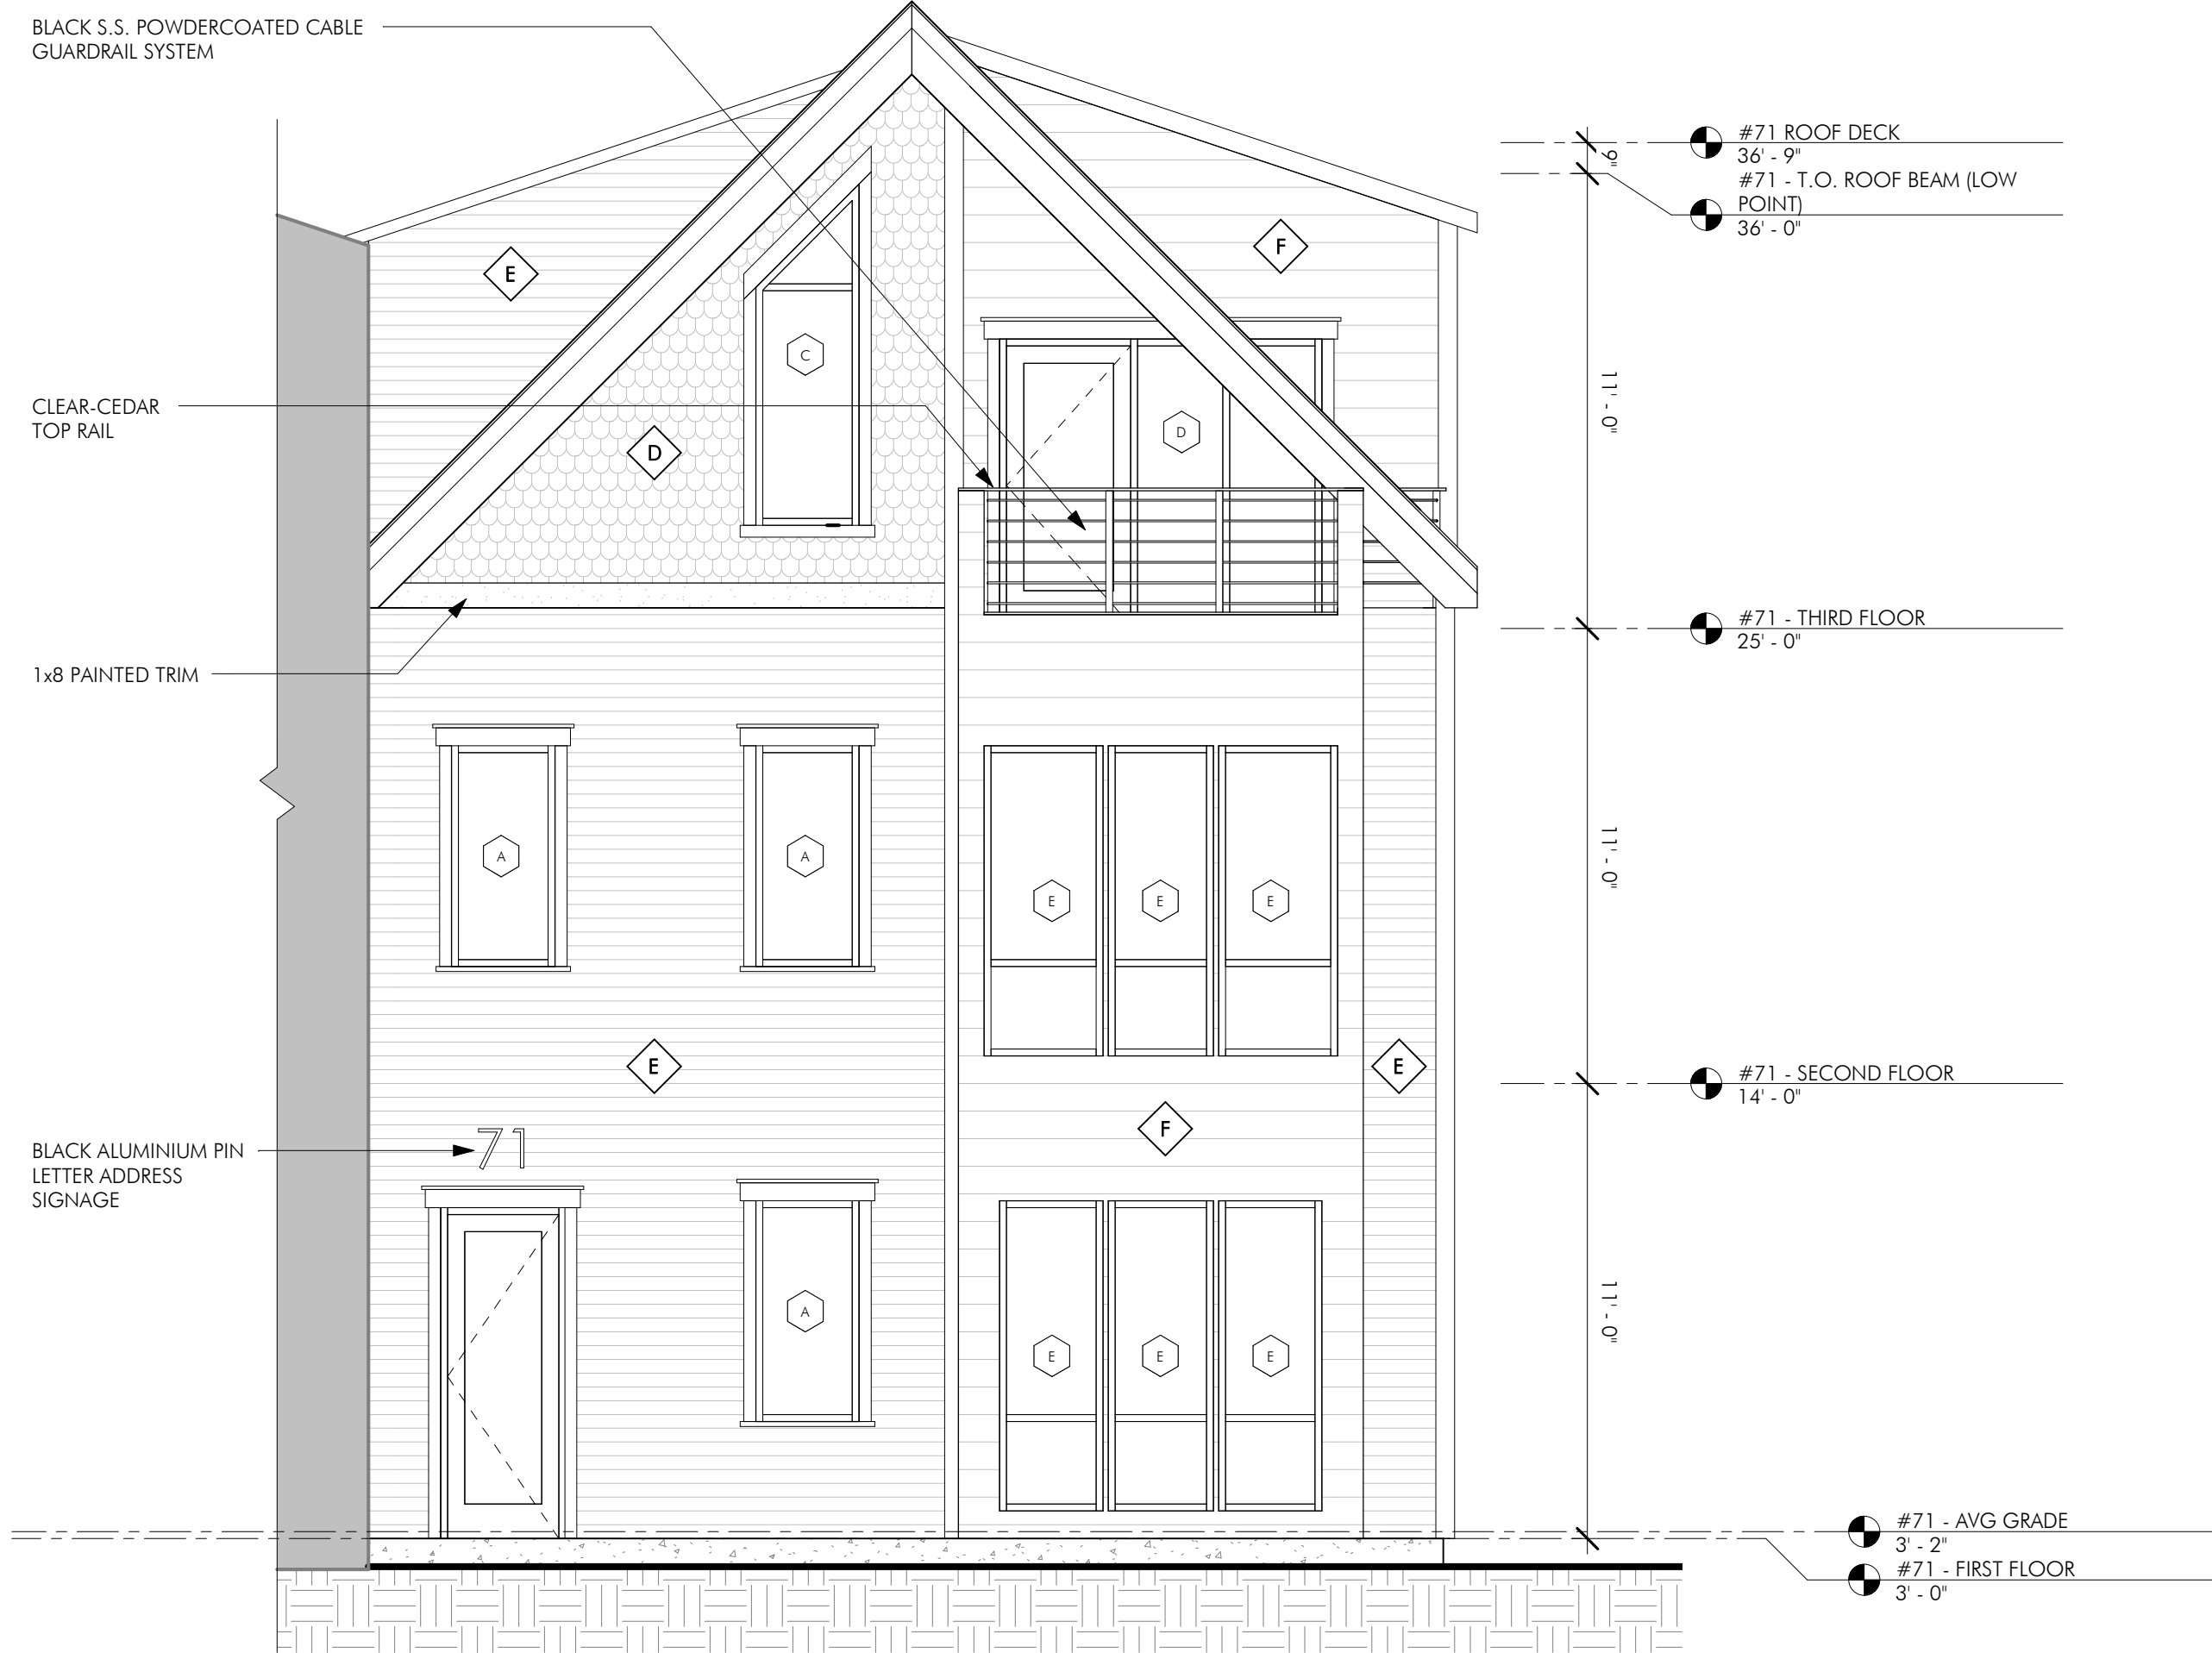 BLACK S.S. POWDERCOATED CABLE
GUARDRAIL SYSTEM
#71 ROOF DECK
36' - 9"
9"
#71 - T.O. ROOF BEAM (LOW
POINT)
36' - 0"
E
F
C
11' - 0"
CLEAR-CEDAR
TOP RAIL
D
D
#71 - THIRD FLOOR
25' - 0"
1x8 PAINTED TRIM
A
A
11' - 0"
E
E
E
E
E
#71 - SECOND FLOOR
14' - 0"
F
71
BLACK ALUMINIUM PIN
LETTER ADDRESS
SIGNAGE
A
11' - 0"
E
E
E
#71 - AVG GRADE
3' - 2"
#71 - FIRST FLOOR
3' - 0"